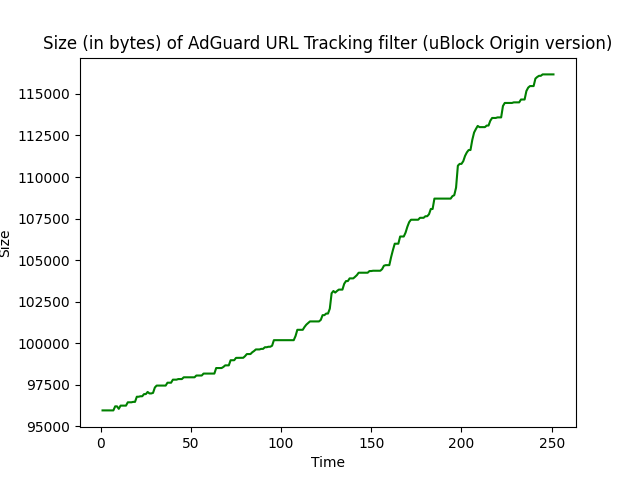 Size (in bytes) of AdGuard URL Tracking filter (uBlock Origin version)
115000
112500
110000
107500
105000
102500
100000
97500
95000
Size
0 50 100 150 200 250
Time